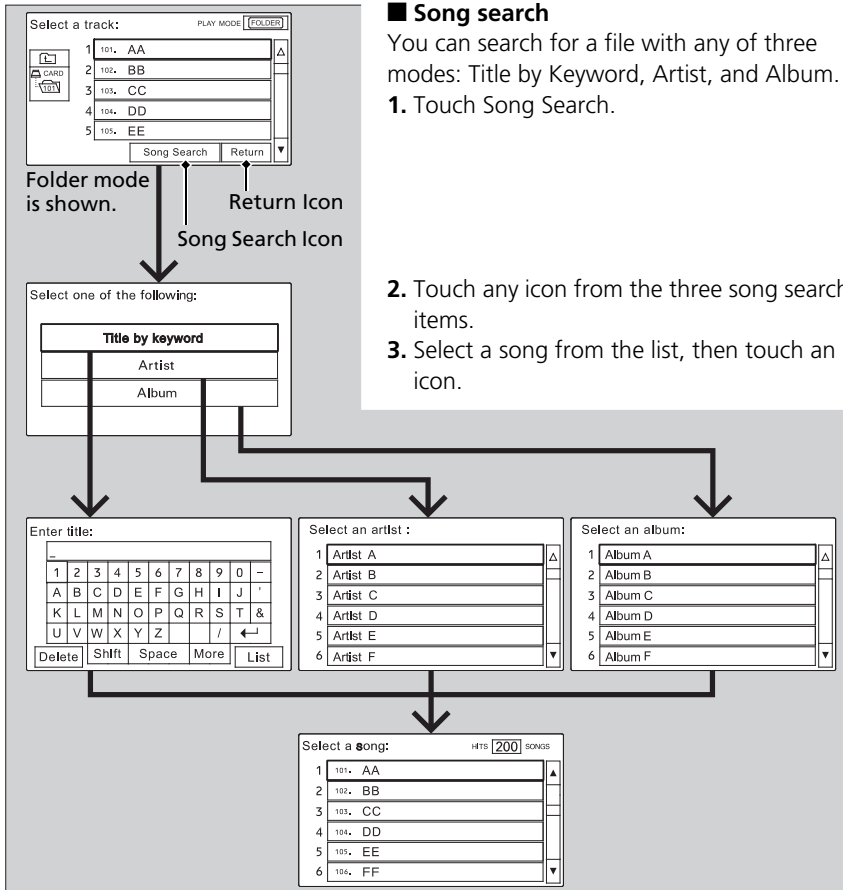 ■ Song search
You can search for a file with any of three
modes: Title by Keyword, Artist, and Album.
1. Touch Song Search.
2. Touch any icon from the three song search
items.
3. Select a song from the list, then touch an
icon.
Select a track: PLAY MODE FOLDER
1 101. AA
CARD
2 102. BB
101
3 103. CC
4 104. DD
5 105. EE
Song Search Return
Folder mode
is shown.
Return Icon
Song Search Icon
Select one of the following:
Title by keyword
Artist
Album
Enter title:
_
1 2 3 4 5 6 7 8 9 0 -
A B C D E F G H I J '
K L M N O P Q R S T &
U V W X Y Z /
Delete Shift Space More List
Select an artist :
1 Artist A
2 Artist B
3 Artist C
4 Artist D
5 Artist E
6 Artist F
Select an album:
1 Album A
2 Album B
3 Album C
4 Album D
5 Album E
6 Album F
Select a song: HITS 200 SONGS
1 101. AA
2 102. BB
3 103. CC
4 104. DD
5 105. EE
6 106. FF